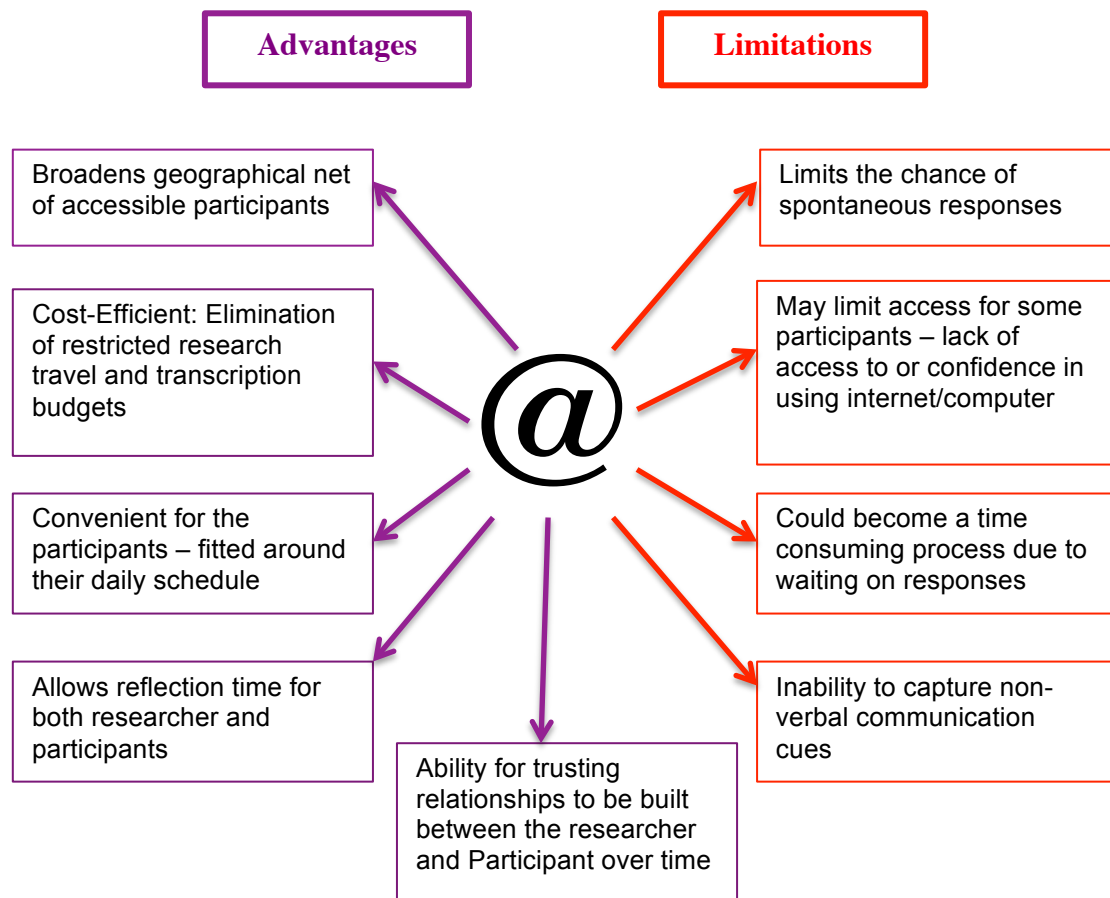 Advantages
Limitations
Broadens geographical net
of accessible participants
Cost-Efficient: Elimination
of restricted research
travel and transcription
budgets
Convenient for the
participants – fitted around
their daily schedule
Allows reflection time for
both researcher and
participants
Ability for trusting
relationships to be built
between the researcher
and Participant over time
@
Limits the chance of
spontaneous responses
May limit access for some
participants – lack of
access to or confidence in
using internet/computer
Could become a time
consuming process due to
waiting on responses
Inability to capture non-
verbal communication
cues